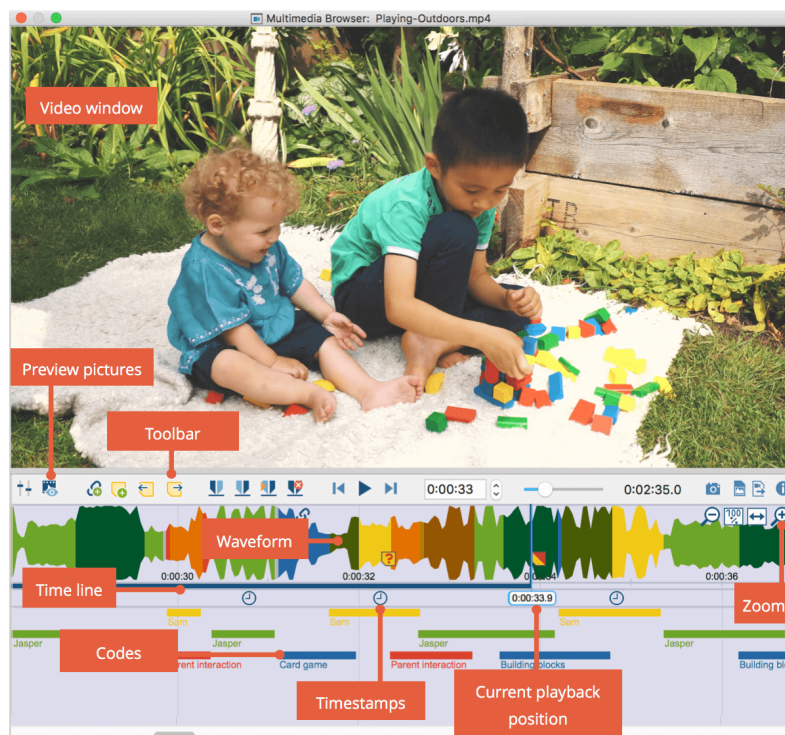 Multimedia Browser: Playing-Outdoors.mp4
Video window
Preview pictures
Toolbar
0:00:33
0:02:35.0
100
%
Waveform
?
0:00:30
0:00:32
0:00:36
Time line
0:00:33.9
Zoom
Sam
Sam
Sam
Jasper
Jasper
Jasper
Jasper
Codes
Parent interaction
Card game
Building blocks
Timestamps
Current playback
position